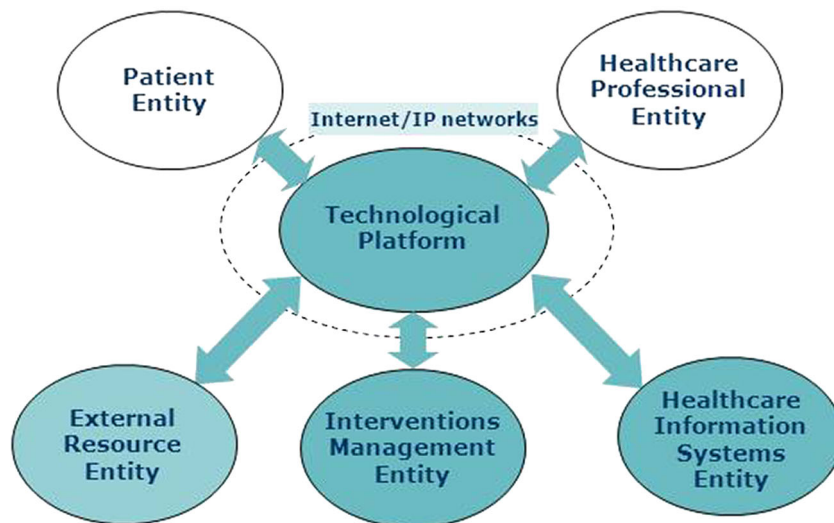 Patient
Entity
Healthcare
Professional
Entity
Internet/IP networks
Technological
Platform
External
Resource
Entity
Interventions
Management
Entity
Healthcare
Information
Systems
Entity